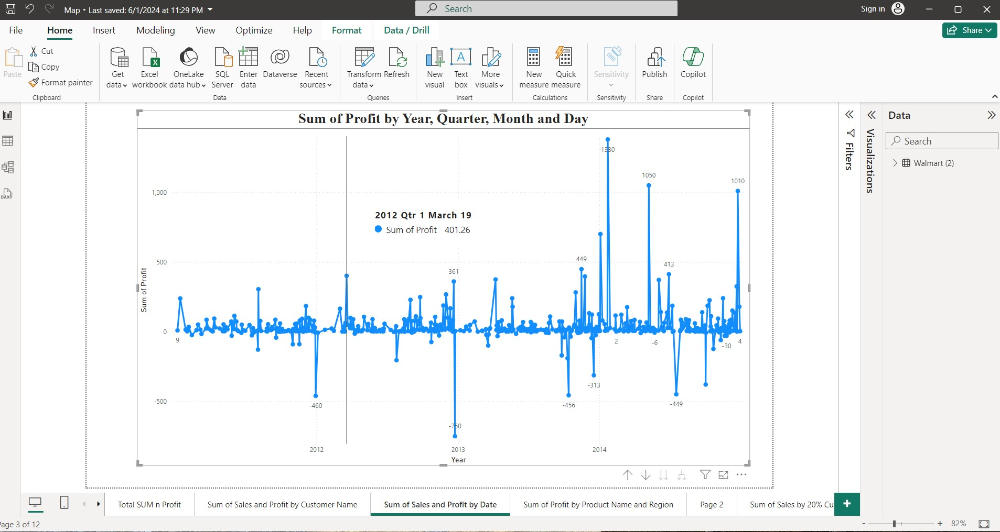 Map • Last saved: 6/1/2024 at 11:29 PM
Search
Sign in
File Home Insert Modeling View Optimize Help Format Data / Drill
Share
Paste
Cut
Copy
Format painter
Clipboard
Get data
Excel workbook
OneLake data hub
SQL Server
Enter data
Dataverse
Recent sources
Data
Transform data
Refresh
Queries
New visual
Text box
A
More visuals
Insert
New measure
Quick measure
Calculations
Sensitivity
Sensitivity
Publish
Share
Copilot
Copilot
DAX
Sum of Profit by Year, Quarter, Month and Day
Sum of Profit
1,000
500
0
-500
2012 Qtr 1 March 19
Sum of Profit 401.26
9
-460
361
-750
449
-456
-313
1380
2
1050
-6
413
-449
-30
1010
4
2012 2013 2014
Year
Filters
Visualizations
Data
Search
Walmart (2)
Total SUM n Profit
Sum of Sales and Profit by Customer Name
Sum of Sales and Profit by Date
Sum of Profit by Product Name and Region
Page 2
Sum of Sales by 20% Cu
+
Page 3 of 12
- + 82%